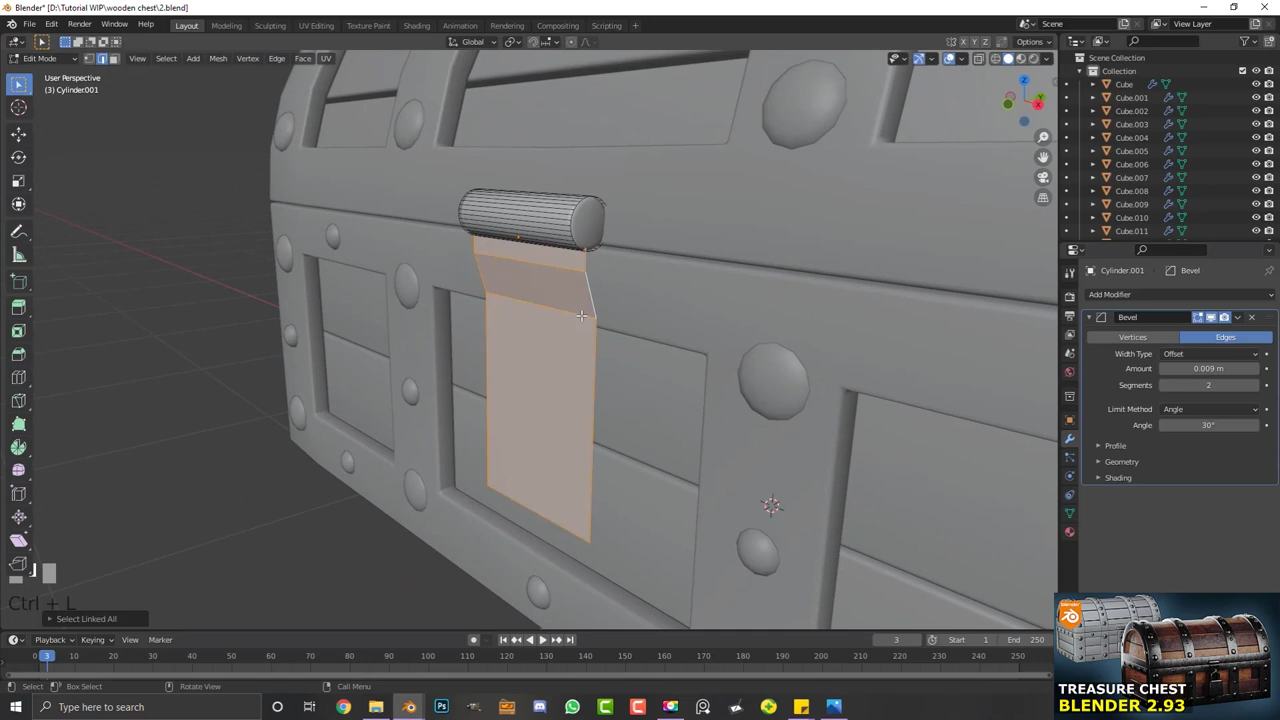 Blender* [D:\Tutorial WIP\wooden chest\2.blend]
File Edit Render Window Help Layout Modeling Sculpting UV Editing Texture Paint Shading Animation Rendering Compositing Scripting + Scene View Layer
Global X Y Z Options
Edit Mode View Select Add Mesh Vertex Edge Face UV
User Perspective
(3) Cylinder.001
Z
X
Y
Scene Collection
Collection
Cube
Cube.001
Cube.002
Cube.003
Cube.004
Cube.005
Cube.006
Cube.007
Cube.008
Cube.009
Cube.010
Cube.011
Cylinder.001 Bevel
Add Modifier
Bevel
Vertices Edges
Width Type Offset
Amount 0.009 m
Segments 2
Limit Method Angle
Angle 30°
Profile
Geometry
Shading
Ctrl + L
Select Linked All
Playback Keying View Marker 3 Start 1 End 250
0 3 10 20 30 40 50 60 70 80 90 100 110 120 130 140 150 160 170 180 190 200 210 220 230 240 250
Select Box Select Rotate View Call Menu
Type here to search
TREASURE CHEST
BLENDER 2.93